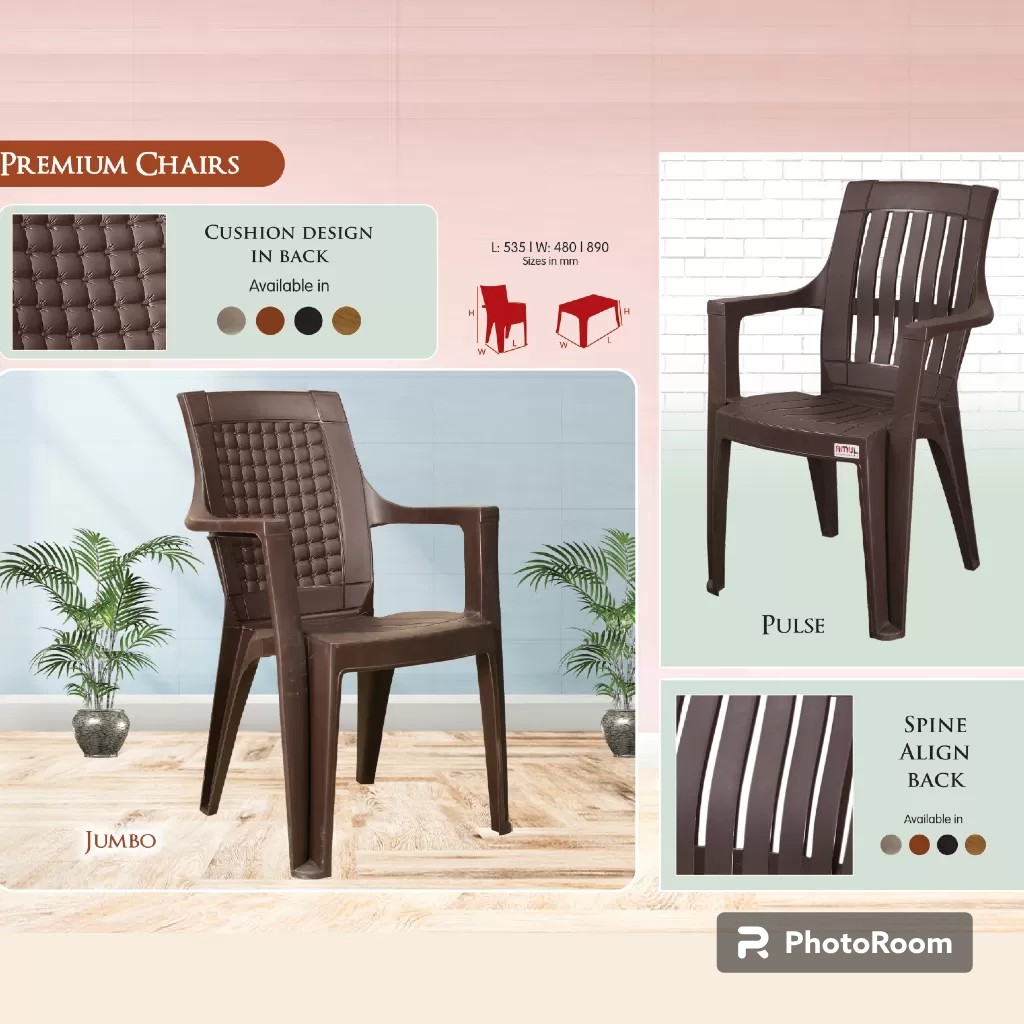 Premium Chairs
Cushion design
in back
Available in
L: 535 | W: 480 | 890
Sizes in mm
H
W
L
H
W
L
AMUL
Pulse
Jumbo
Spine
Align
back
Available in
PhotoRoom